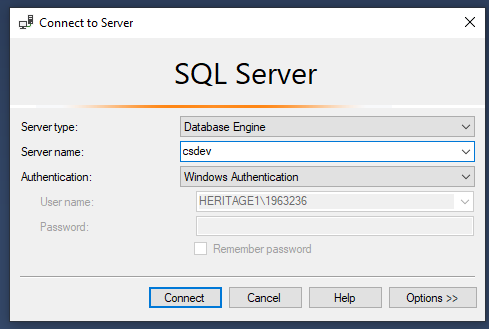 Connect to Server
SQL Server
Server type: Database Engine
Server name: csdev
Authentication: Windows Authentication
User name: HERITAGE1\1963236
Password:
Remember password
Connect Cancel Help Options >>